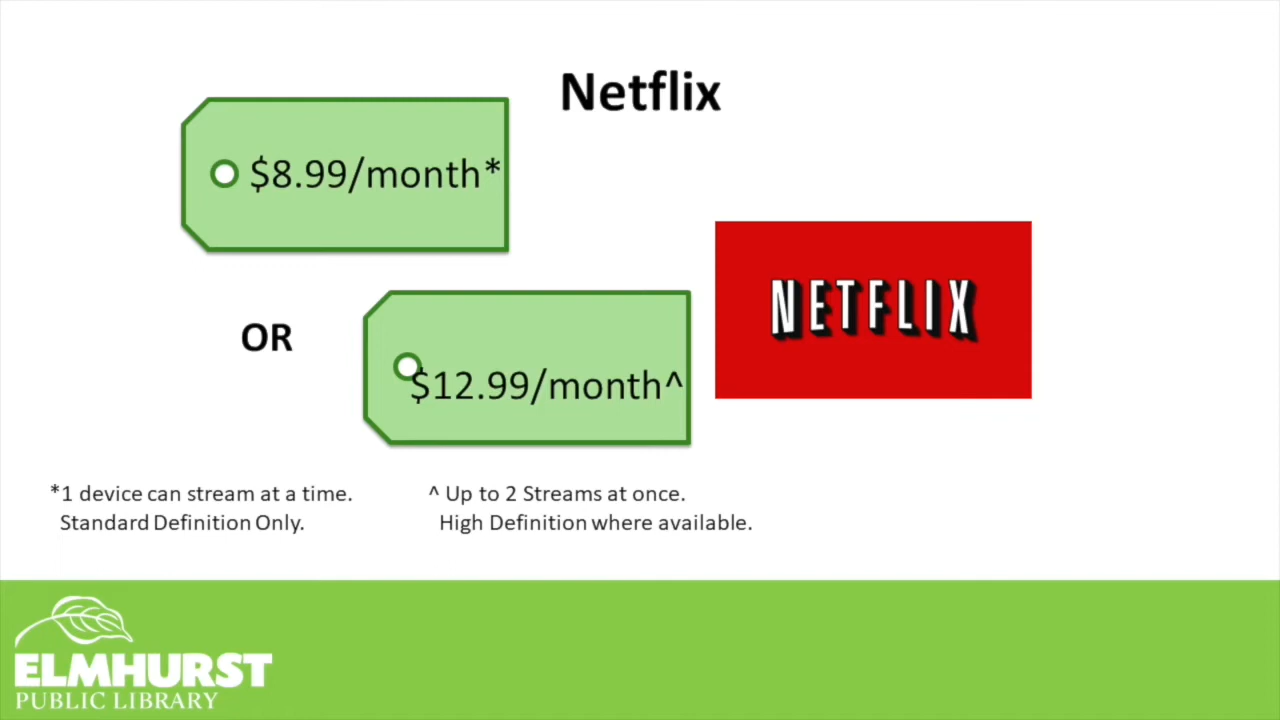 Netflix
$8.99/month*
NETFLIX
OR
$12.99/month^
*1 device can stream at a time.
Standard Definition Only.
^ Up to 2 Streams at once.
High Definition where available.
ELMHURST
PUBLIC LIBRARY